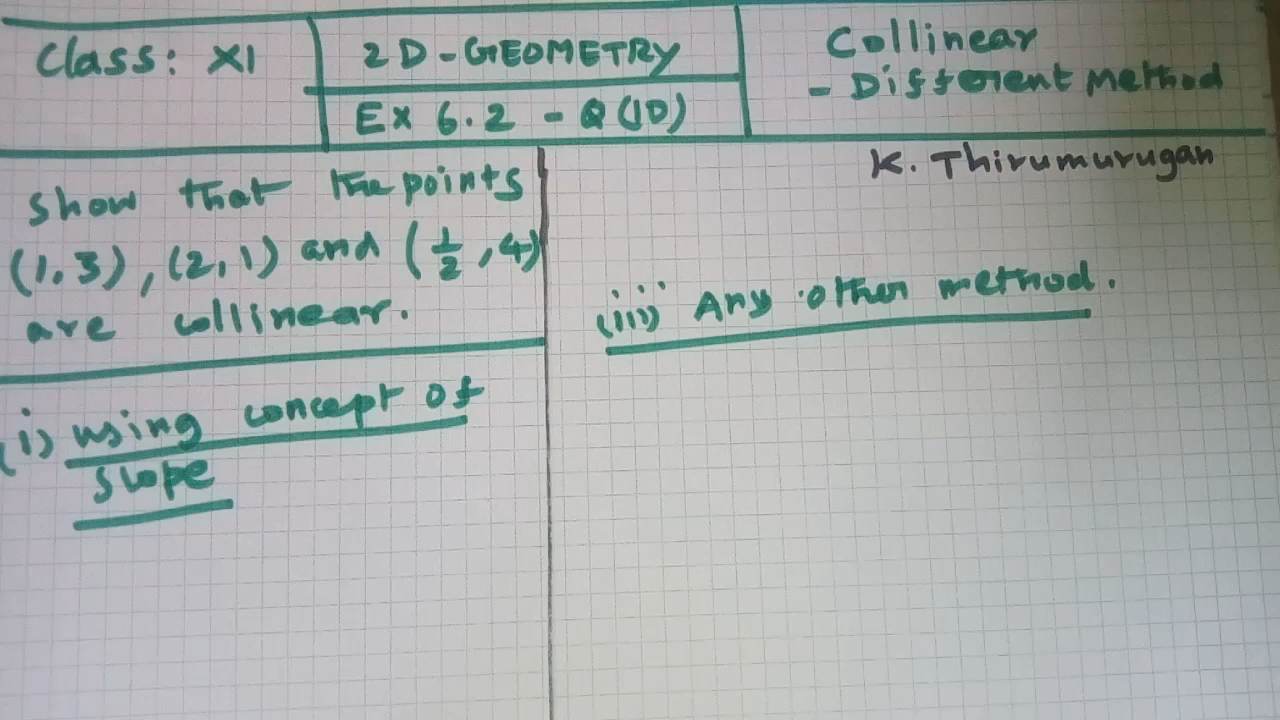 Class: XI
2D-GEOMETRY
Ex 6.2 - Q(10)
Collinear
- Different Method
K. Thirumurugan
Show that the points
(1,3), (2,1) and (1/2, 4)
are collinear.
(i) using concept of
slope
(iii) Any other method.